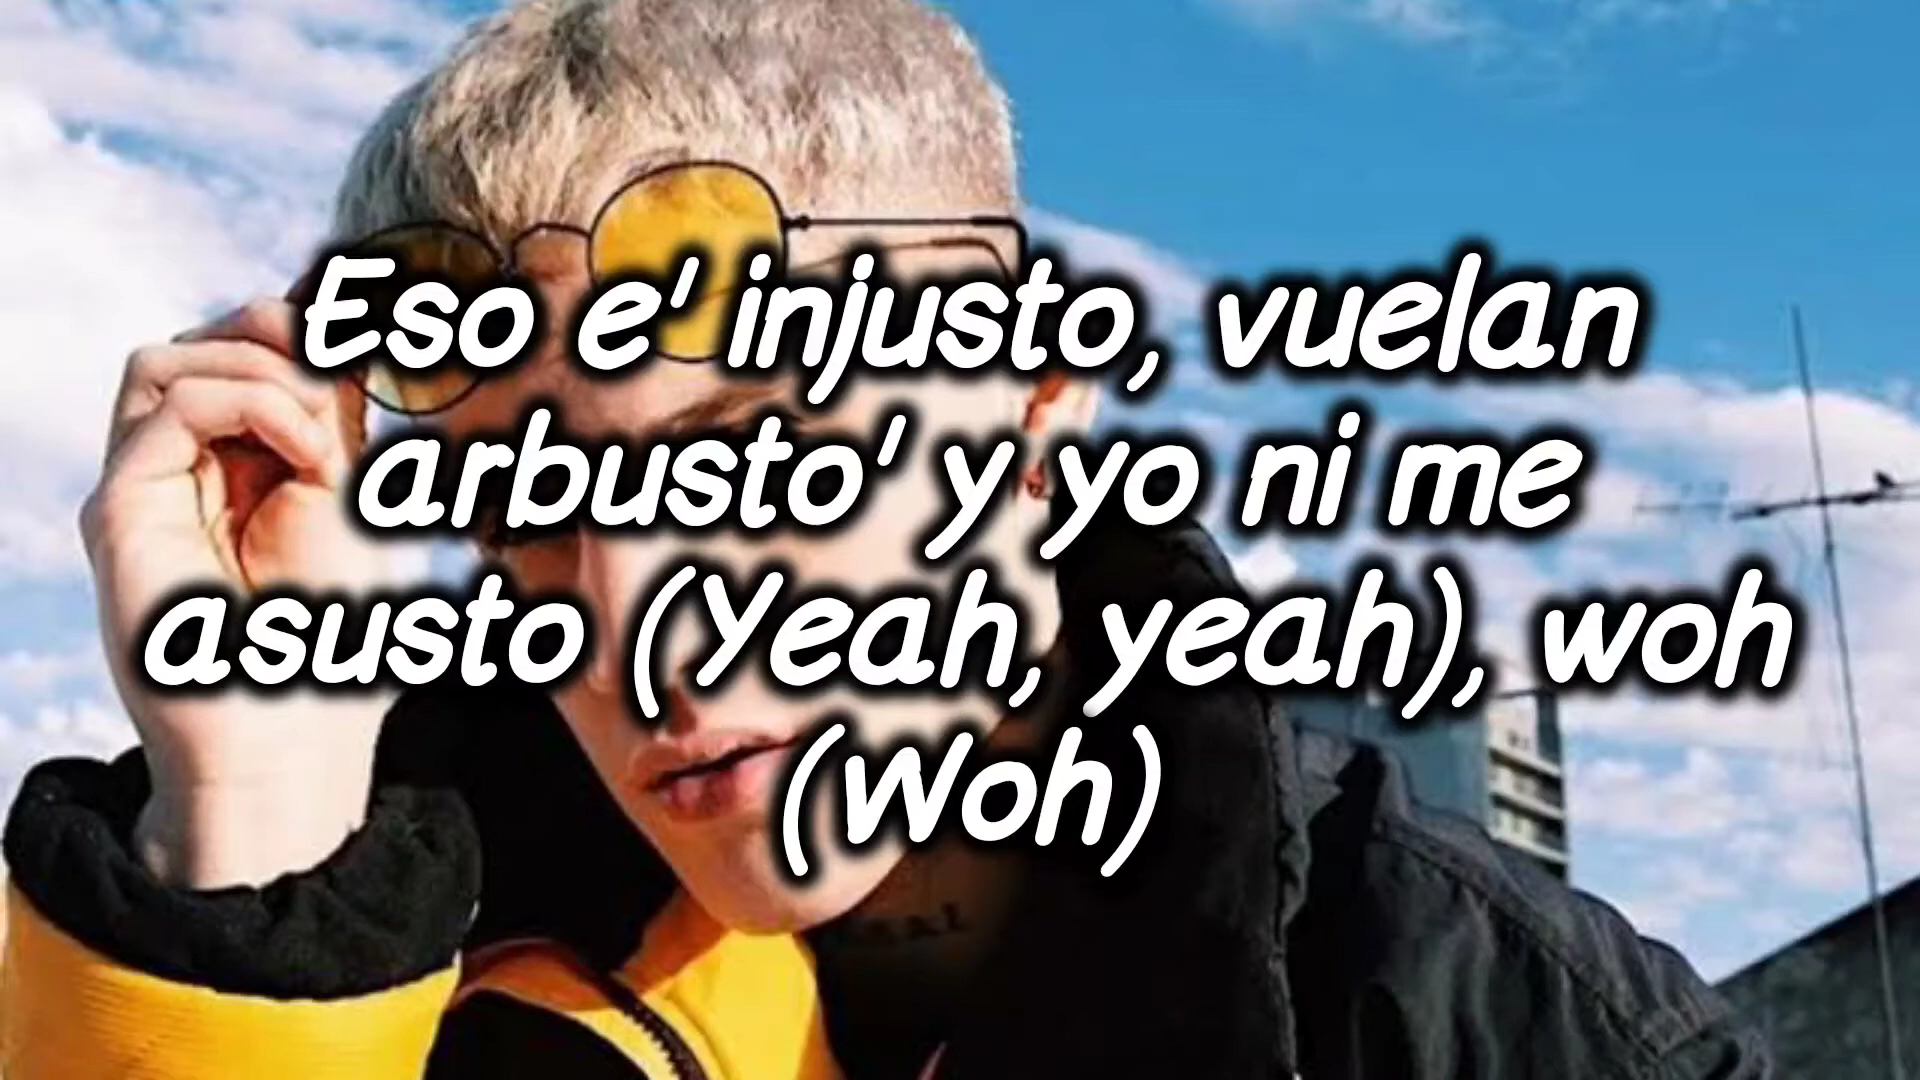 Eso e' injusto, vuelan
arbusto' y yo ni me
asusto (Yeah, yeah), woh
(Woh)